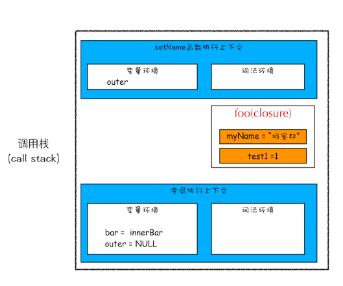 setName函数执行上下文
变量环境
词法环境
outer
foo(closure)
myName = "极客邦"
test1 =1
调用栈
(call stack)
全局执行上下文
变量环境
词法环境
bar = innerBar
outer = NULL